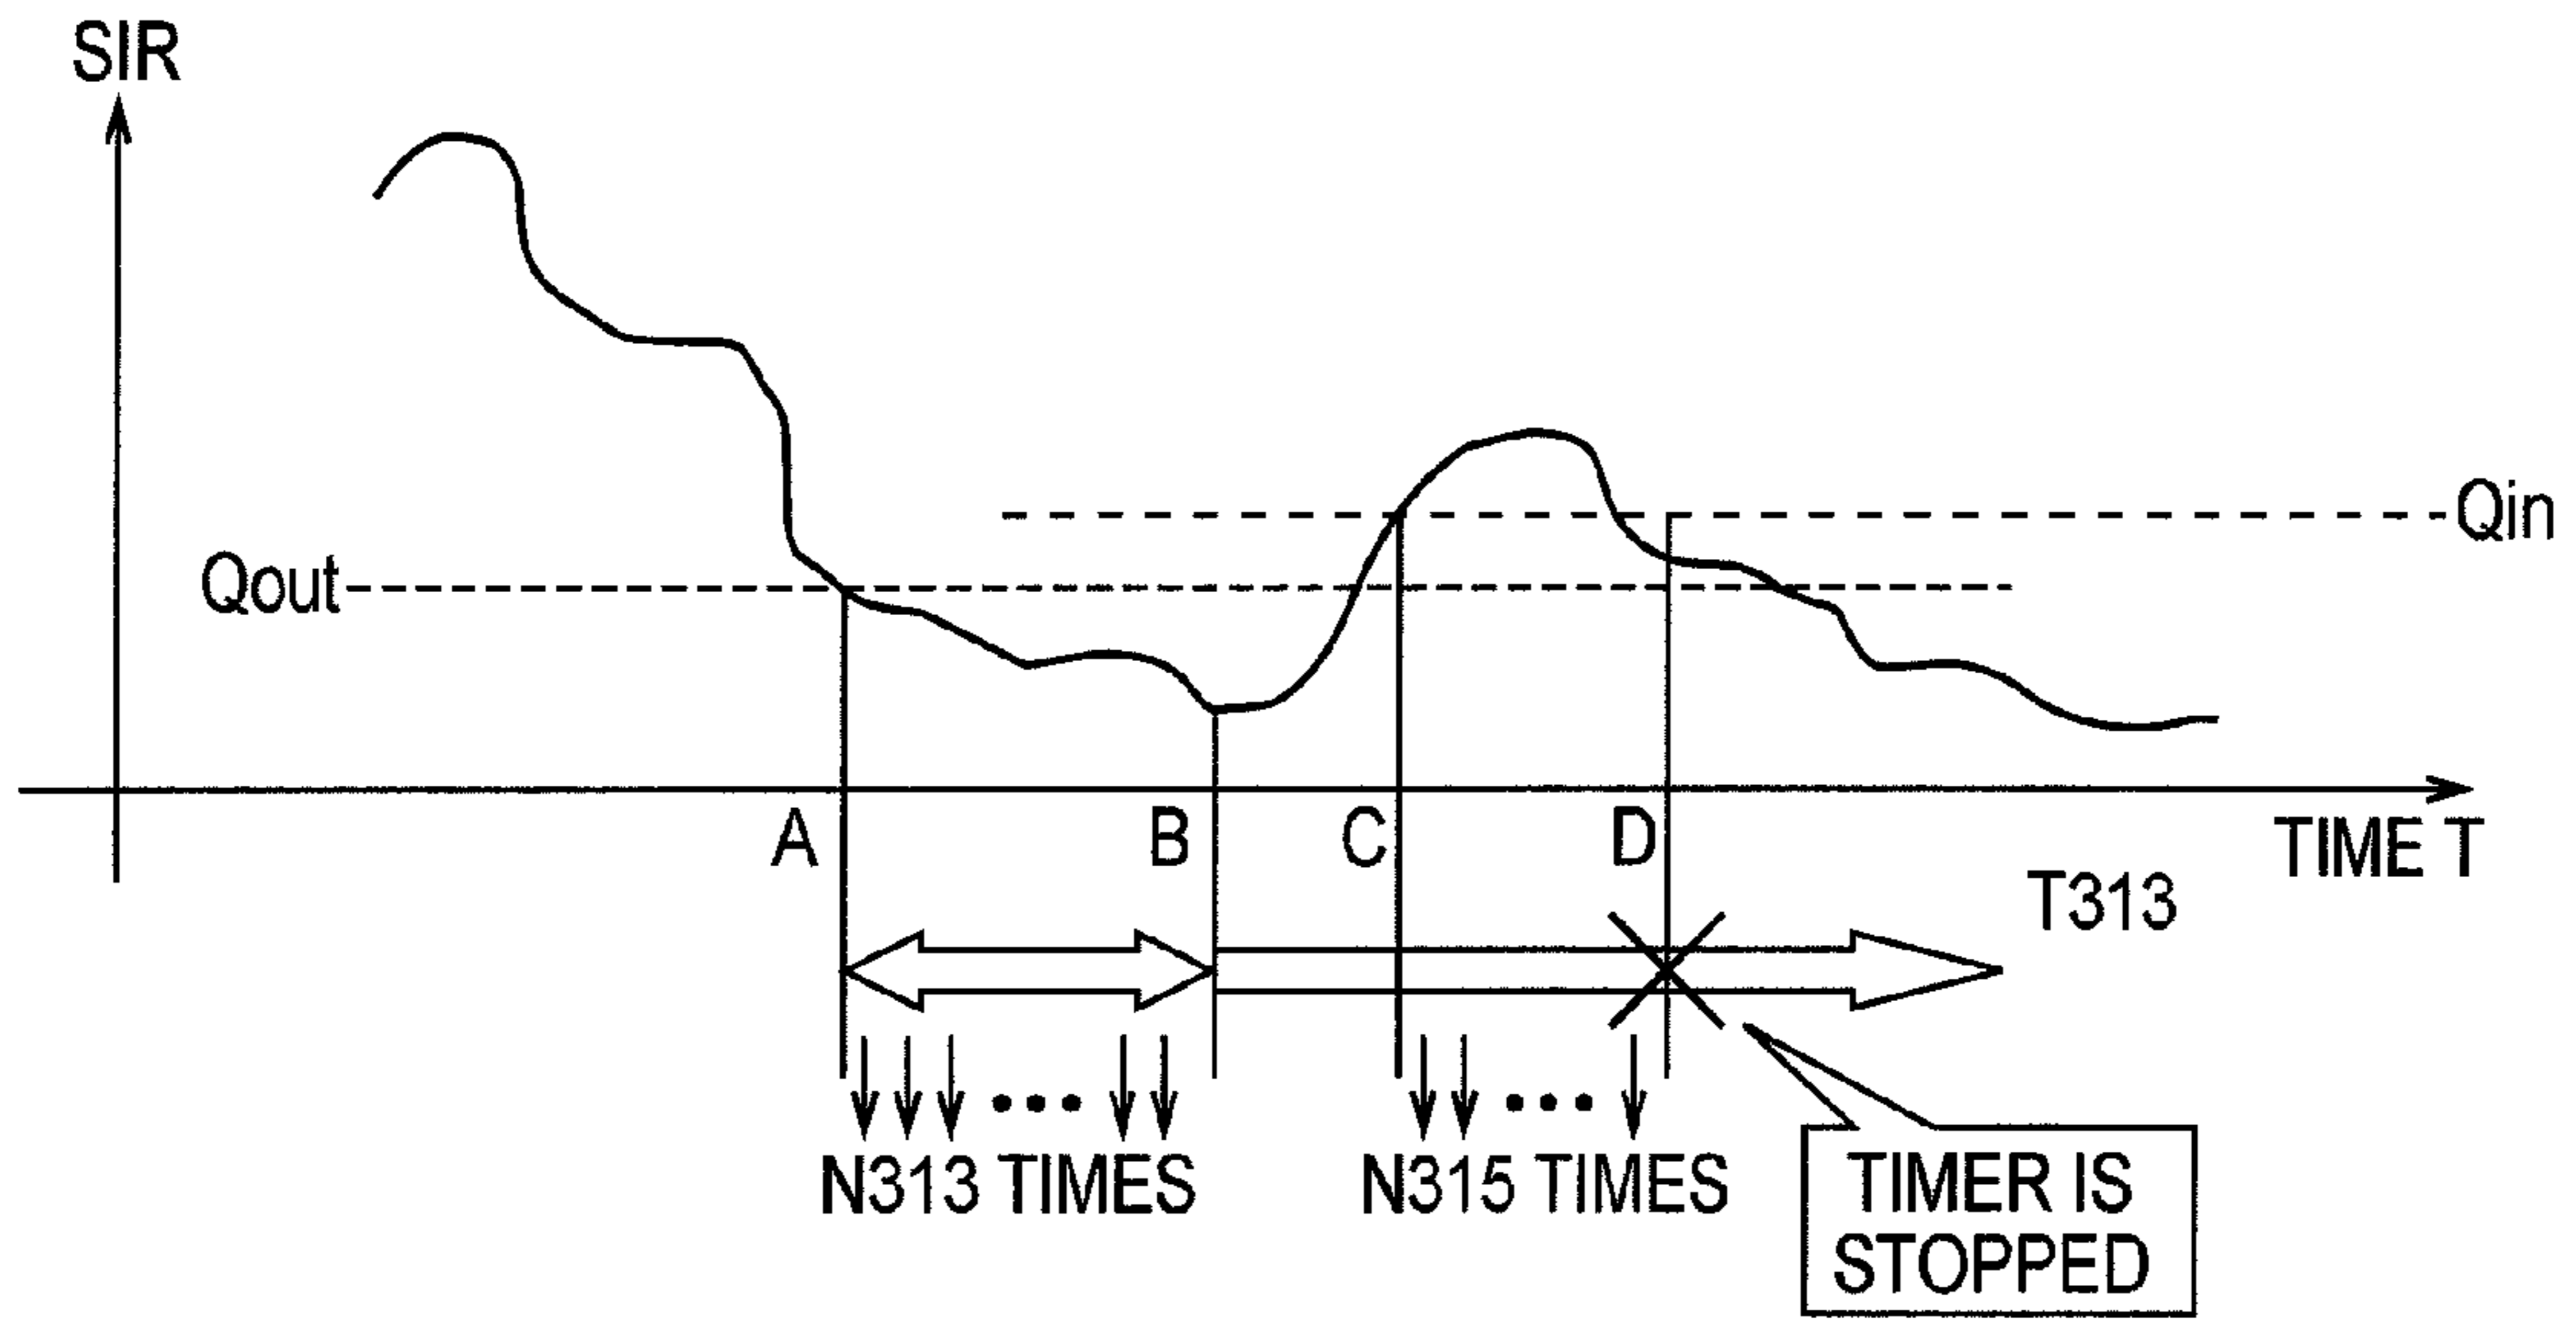 SIR
Qin
Qout
A
B
C
D
TIME T
T313
N313 TIMES
N315 TIMES
TIMER IS
STOPPED